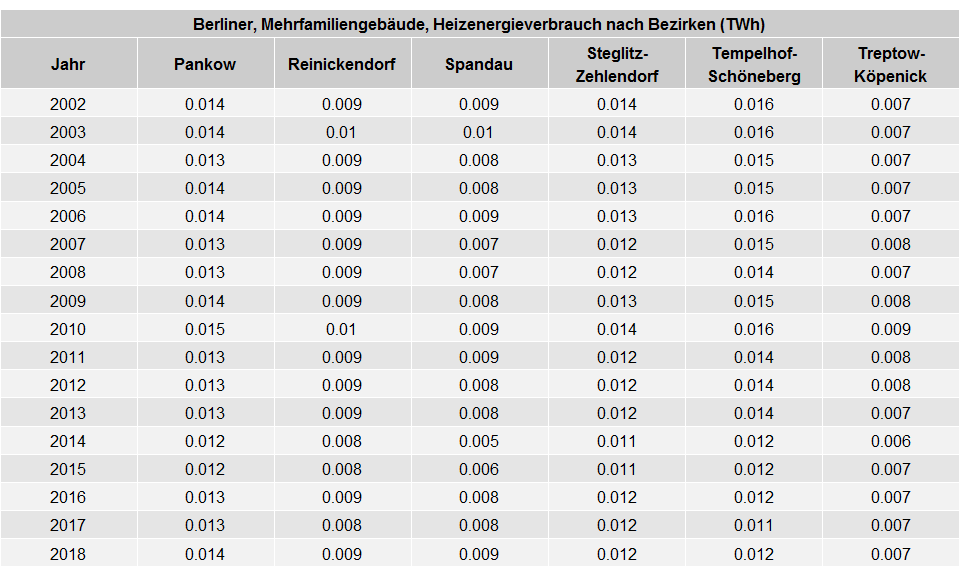 Berliner, Mehrfamiliengebäude, Heizenergieverbrauch nach Bezirken (TWh)
Jahr Pankow Reinickendorf Spandau Steglitz-Zehlendorf Tempelhof-Schöneberg Treptow-Köpenick
2002 0.014 0.009 0.009 0.014 0.016 0.007
2003 0.014 0.01 0.01 0.014 0.016 0.007
2004 0.013 0.009 0.008 0.013 0.015 0.007
2005 0.014 0.009 0.008 0.013 0.015 0.007
2006 0.014 0.009 0.009 0.013 0.016 0.007
2007 0.013 0.009 0.007 0.012 0.015 0.008
2008 0.013 0.009 0.007 0.012 0.014 0.007
2009 0.014 0.009 0.008 0.013 0.015 0.008
2010 0.015 0.01 0.009 0.014 0.016 0.009
2011 0.013 0.009 0.009 0.012 0.014 0.008
2012 0.013 0.009 0.008 0.012 0.014 0.008
2013 0.013 0.009 0.008 0.012 0.014 0.007
2014 0.012 0.008 0.005 0.011 0.012 0.006
2015 0.012 0.008 0.006 0.011 0.012 0.007
2016 0.013 0.009 0.008 0.012 0.012 0.007
2017 0.013 0.008 0.008 0.012 0.011 0.007
2018 0.014 0.009 0.009 0.012 0.012 0.007